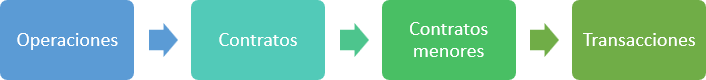 Operaciones
Contratos
Contratos
menores
Transacciones